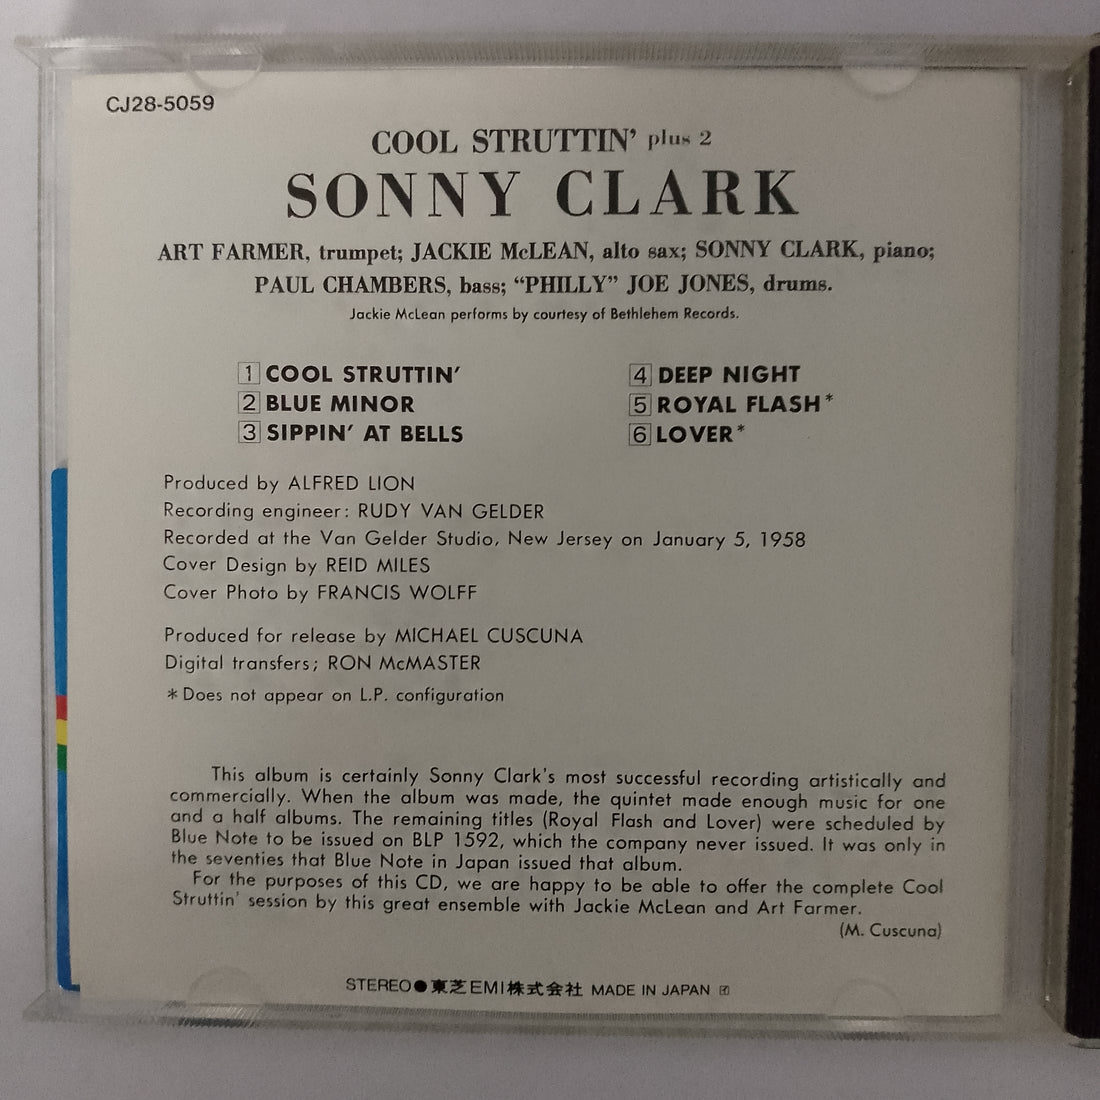 CJ28-5059
COOL STRUTTIN' plus 2
SONNY CLARK
ART FARMER, trumpet; JACKIE McLEAN, alto sax; SONNY CLARK, piano;
PAUL CHAMBERS, bass; “PHILLY” JOE JONES, drums.
Jackie McLean performs by courtesy of Bethlehem Records.
1 COOL STRUTTIN'
2 BLUE MINOR
3 SIPPIN' AT BELLS
4 DEEP NIGHT
5 ROYAL FLASH*
6 LOVER*
Produced by ALFRED LION
Recording engineer: RUDY VAN GELDER
Recorded at the Van Gelder Studio, New Jersey on January 5, 1958
Cover Design by REID MILES
Cover Photo by FRANCIS WOLFF
Produced for release by MICHAEL CUSCUNA
Digital transfers; RON McMASTER
* Does not appear on L.P. configuration
This album is certainly Sonny Clark's most successful recording artistically and
commercially. When the album was made, the quintet made enough music for one
and a half albums. The remaining titles (Royal Flash and Lover) were scheduled by
Blue Note to be issued on BLP 1592, which the company never issued. It was only in
the seventies that Blue Note in Japan issued that album.
For the purposes of this CD, we are happy to be able to offer the complete Cool
Struttin' session by this great ensemble with Jackie McLean and Art Farmer.
(M. Cuscuna)
STEREO●東芝EMI株式会社 MADE IN JAPAN